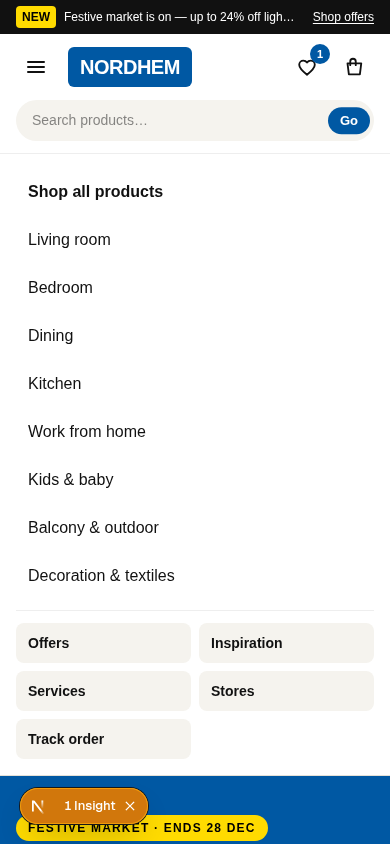 NEW Festive market is on — up to 24% off ligh… Shop offers
NORDHEM
1
Search products…
Go
Shop all products
Living room
Bedroom
Dining
Kitchen
Work from home
Kids & baby
Balcony & outdoor
Decoration & textiles
Offers
Inspiration
Services
Stores
Track order
N 1 Insight
FESTIVE MARKET · ENDS 28 DEC